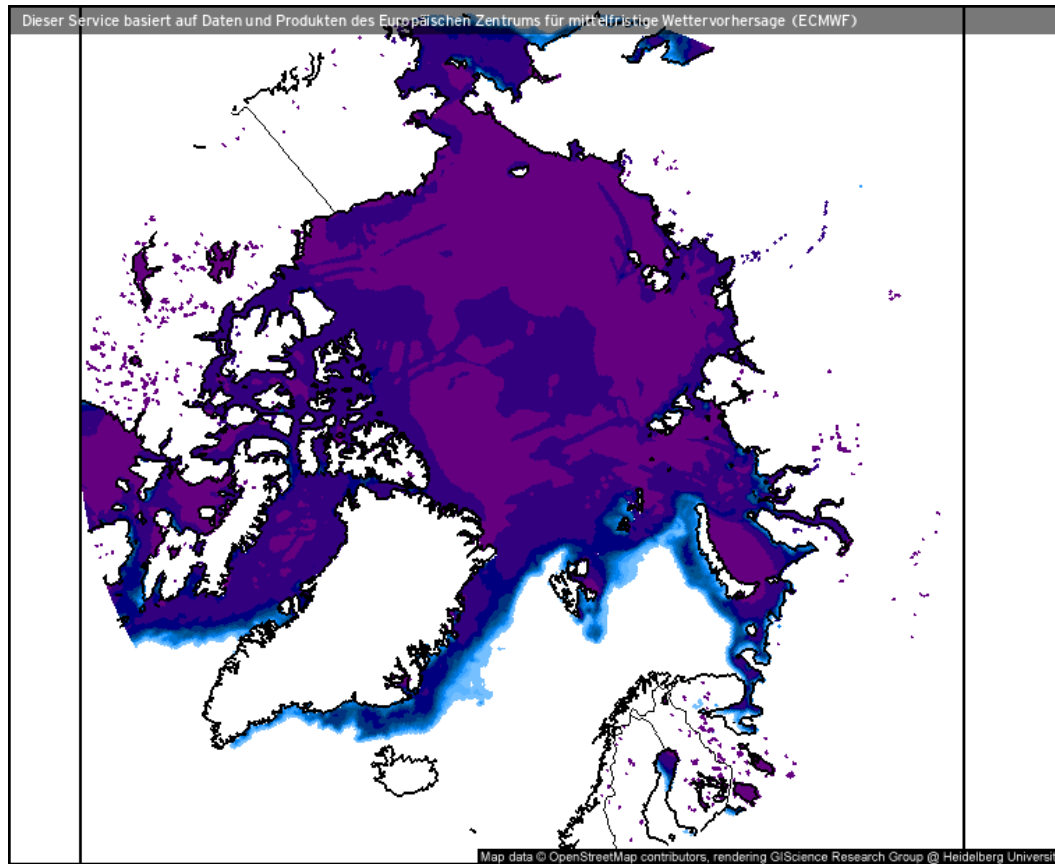 Dieser Service basiert auf Daten und Produkten des Europäischen Zentrums für mittelfristige Wettervorhersage (ECMWF)
Map data © OpenStreetMap contributors, rendering GIScience Research Group @ Heidelberg Universit